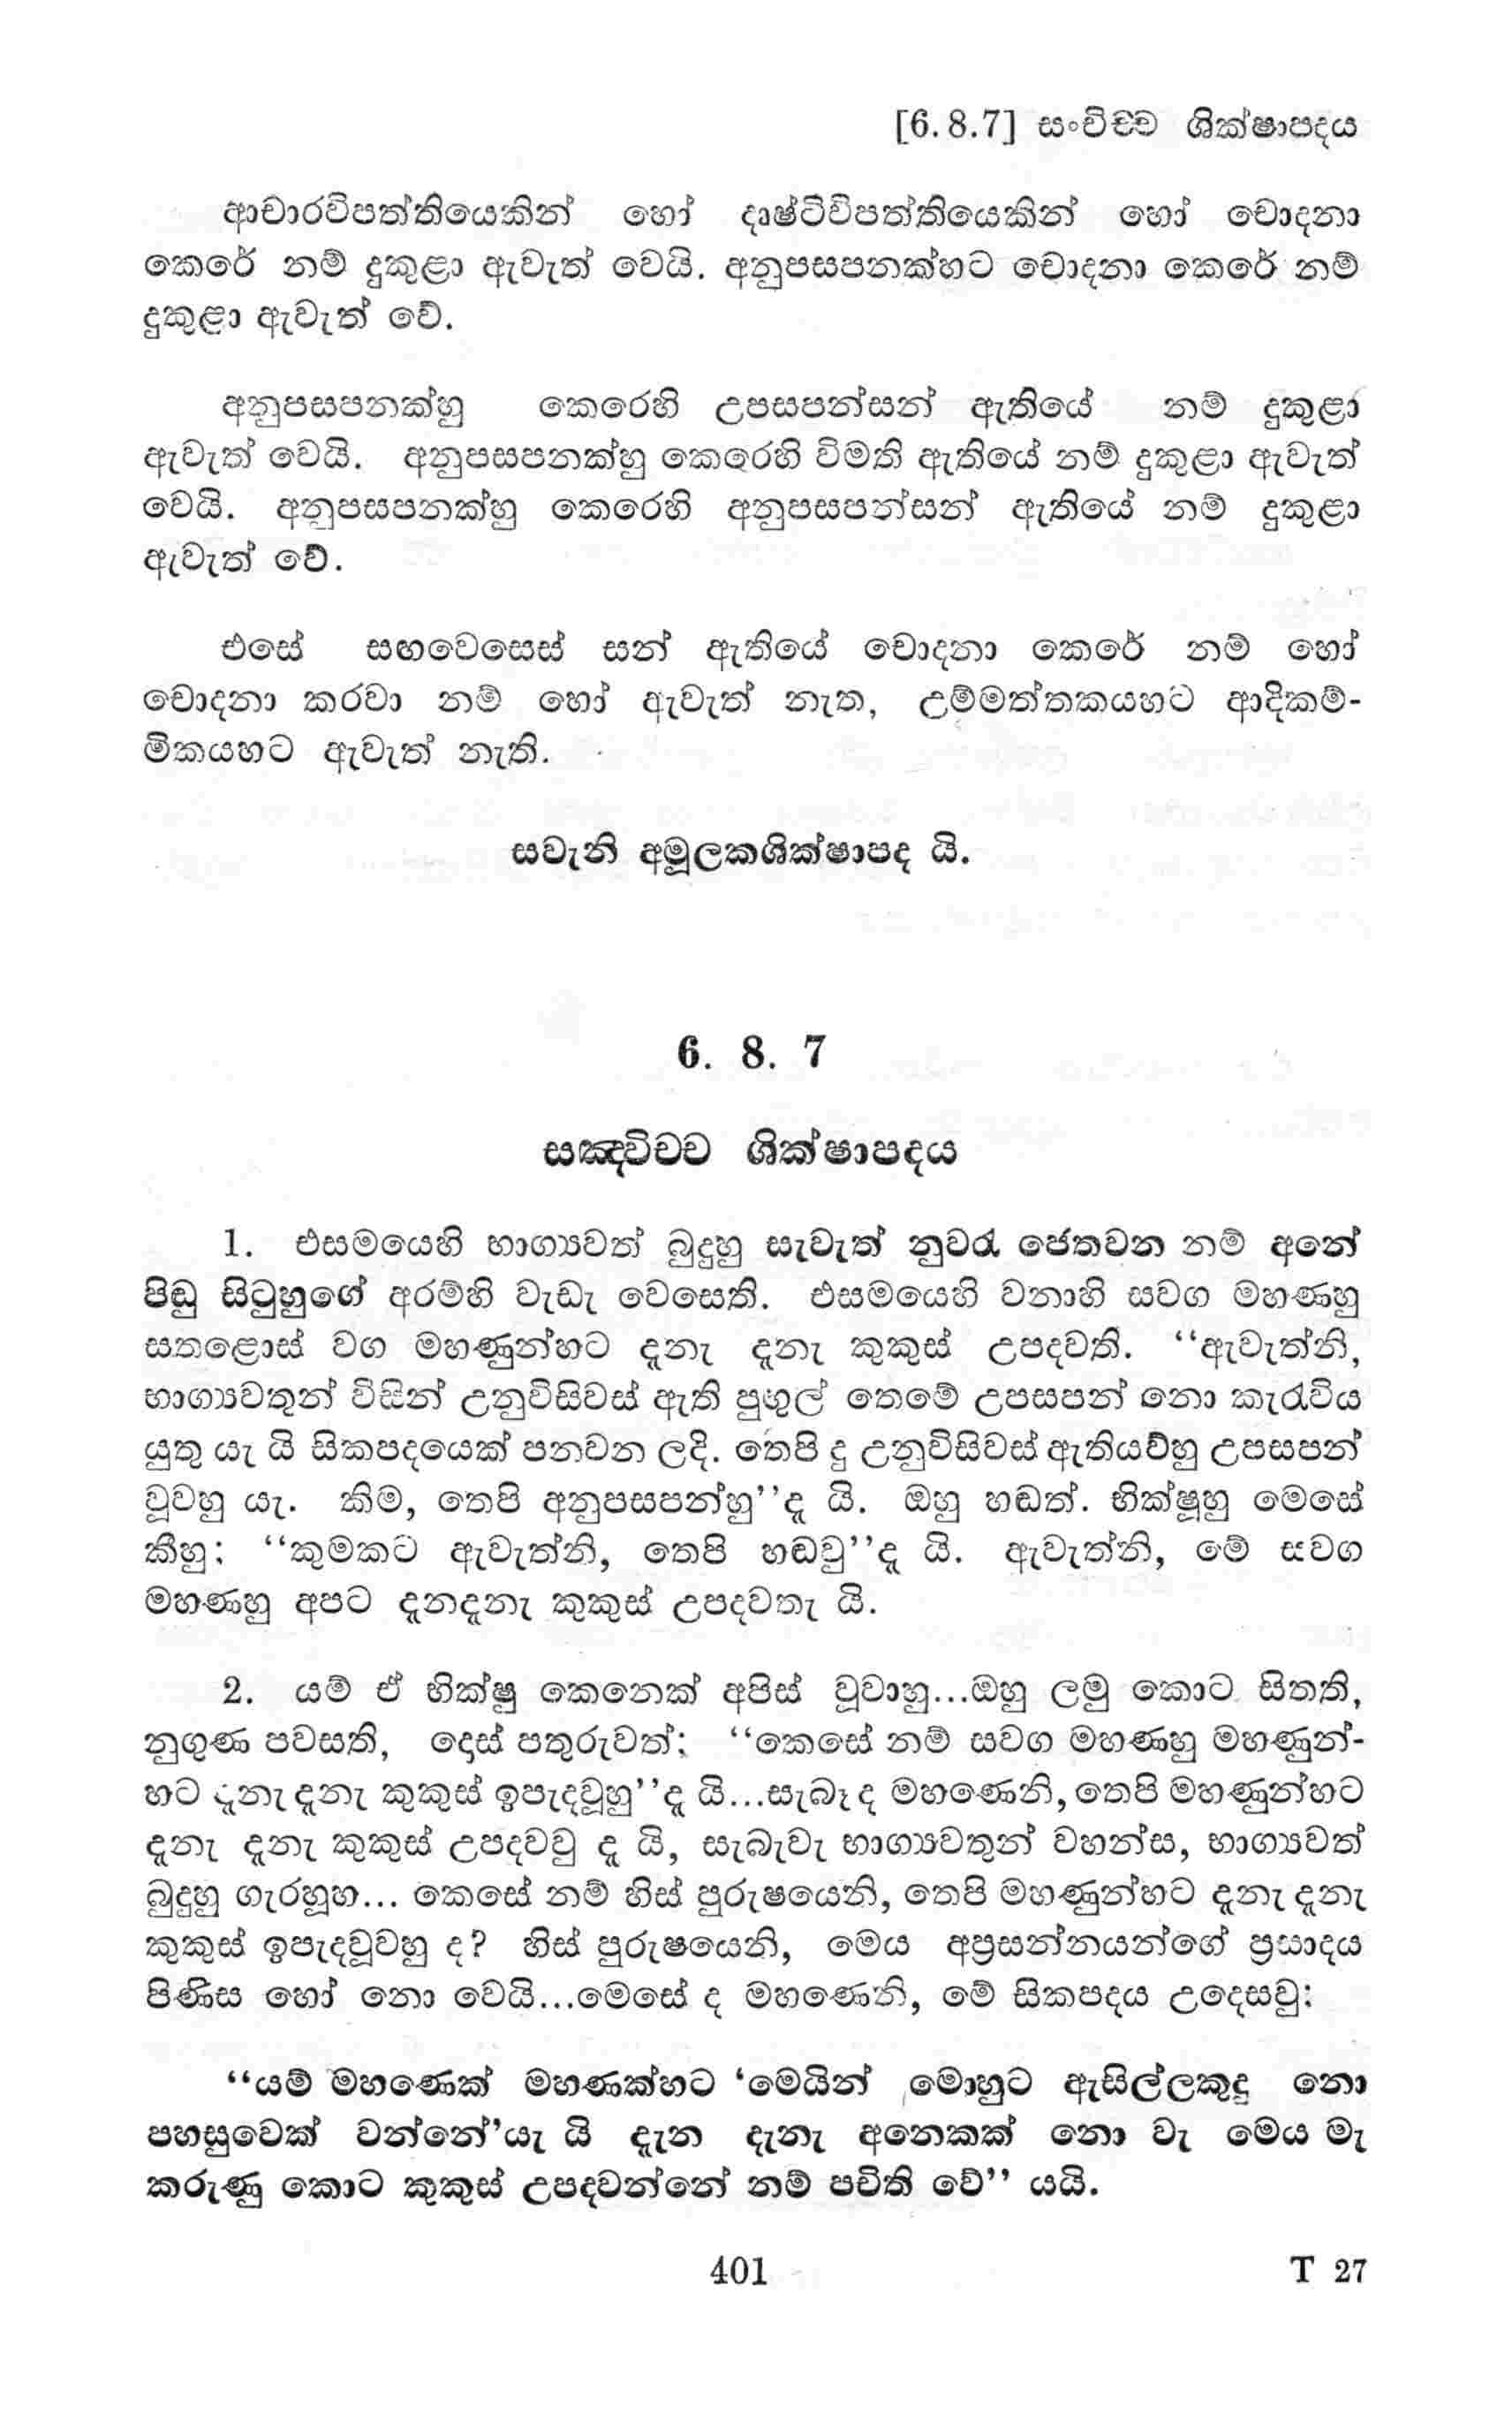 [6.8.7] සංචිච්ච ශික්ෂාපදය
ආචාරවිපත්තියෙකින් හෝ දෘෂ්ටිවිපත්තියෙකින් හෝ චොදනා
කෙරේ නම් දුකුළා ඇවැත් වෙයි. අනුපසපනක්හට චොදනා කෙරේ නම්
දුකුළා ඇවැත් වේ.
අනුපසපනක්හු කෙරෙහි උපසපන්සන් ඇතියේ නම් දුකුළා
ඇවැත් වෙයි. අනුපසපනක්හු කෙරෙහි විමති ඇතියේ නම් දුකුළා ඇවැත්
වෙයි. අනුපසපනක්හු කෙරෙහි අනුපසපන්සන් ඇතියේ නම් දුකුළා
ඇවැත් වේ.
එසේ සඟවෙසෙස් සන් ඇතියේ චොදනා කෙරේ නම් හෝ
චොදනා කරවා නම් හෝ ඇවැත් නැත, උම්මත්තකයහට ආදිකම්-
මිකයහට ඇවැත් නැති.
සවැනි අමූලකශික්ෂාපද යි.
6. 8. 7
සඤ්චිචච ශික්ෂාපදය
1. එසමයෙහි භාග්‍යවත් බුදුහු සැවැත් නුවරැ ජෙතවන නම් අනේ
පිඬු සිටුහුගේ අරම්හි වැඩැ වෙසෙති. එසමයෙහි වනාහි සවග මහණහු
සතළොස් වග මහණුන්හට දැනැ දැනැ කුකුස් උපදවති. “ඇවැත්නි,
භාග්‍යවතුන් විසින් උනුවිසිවස් ඇති පුඟුල් තෙමේ උපසපන් නො කැරැවිය
යුතු යැ යි සිකපදයෙක් පනවන ලදි. තෙපි දු උනුවිසිවස් ඇතියව්හු උපසපන්
වූවහු යැ. කිම, තෙපි අනුපසපන්හු”දැ යි. ඔහු හඬත්. භික්ෂූහු මෙසේ
කීහු: “කුමකට ඇවැත්නි, තෙපි හඬවු”දැ යි. ඇවැත්නි, මේ සවග
මහණහු අපට දැනදැනැ කුකුස් උපදවතැ යි.
2. යම් ඒ භික්ෂු කෙනෙක් අපිස් වූවාහු...ඔහු ලමු කොට සිතති,
නුගුණ පවසති, දොස් පතුරුවත්: “කෙසේ නම් සවග මහණහු මහණුන්-
හට දැනැ දැනැ කුකුස් ඉපැදවූහු”දැ යි...සැබෑ ද මහණෙනි, තෙපි මහණුන්හට
දැනැ දැනැ කුකුස් උපදවවු දැ යි, සැබැවැ භාග්‍යවතුන් වහන්ස, භාග්‍යවත්
බුදුහු ගැරහූහ... කෙසේ නම් හිස් පුරුෂයෙනි, තෙපි මහණුන්හට දැනැ දැනැ
කුකුස් ඉපැදවූවහු ද? හිස් පුරුෂයෙනි, මෙය අප්‍රසන්නයන්ගේ ප්‍රසාදය
පිණිස හෝ නො වෙයි...මෙසේ ද මහණෙනි, මේ සිකපදය උදෙසවු:
“යම් මහණෙක් මහණක්හට ‘මෙයින් මොහුට ඇසිල්ලකුදු නො
පහසුවෙක් වන්නේ’යැ යි දැන දැනැ අනෙකක් නො වැ මෙය මැ
කරුණු කොට කුකුස් උපදවන්නේ නම් පචිති වේ” යයි.
401 T 27